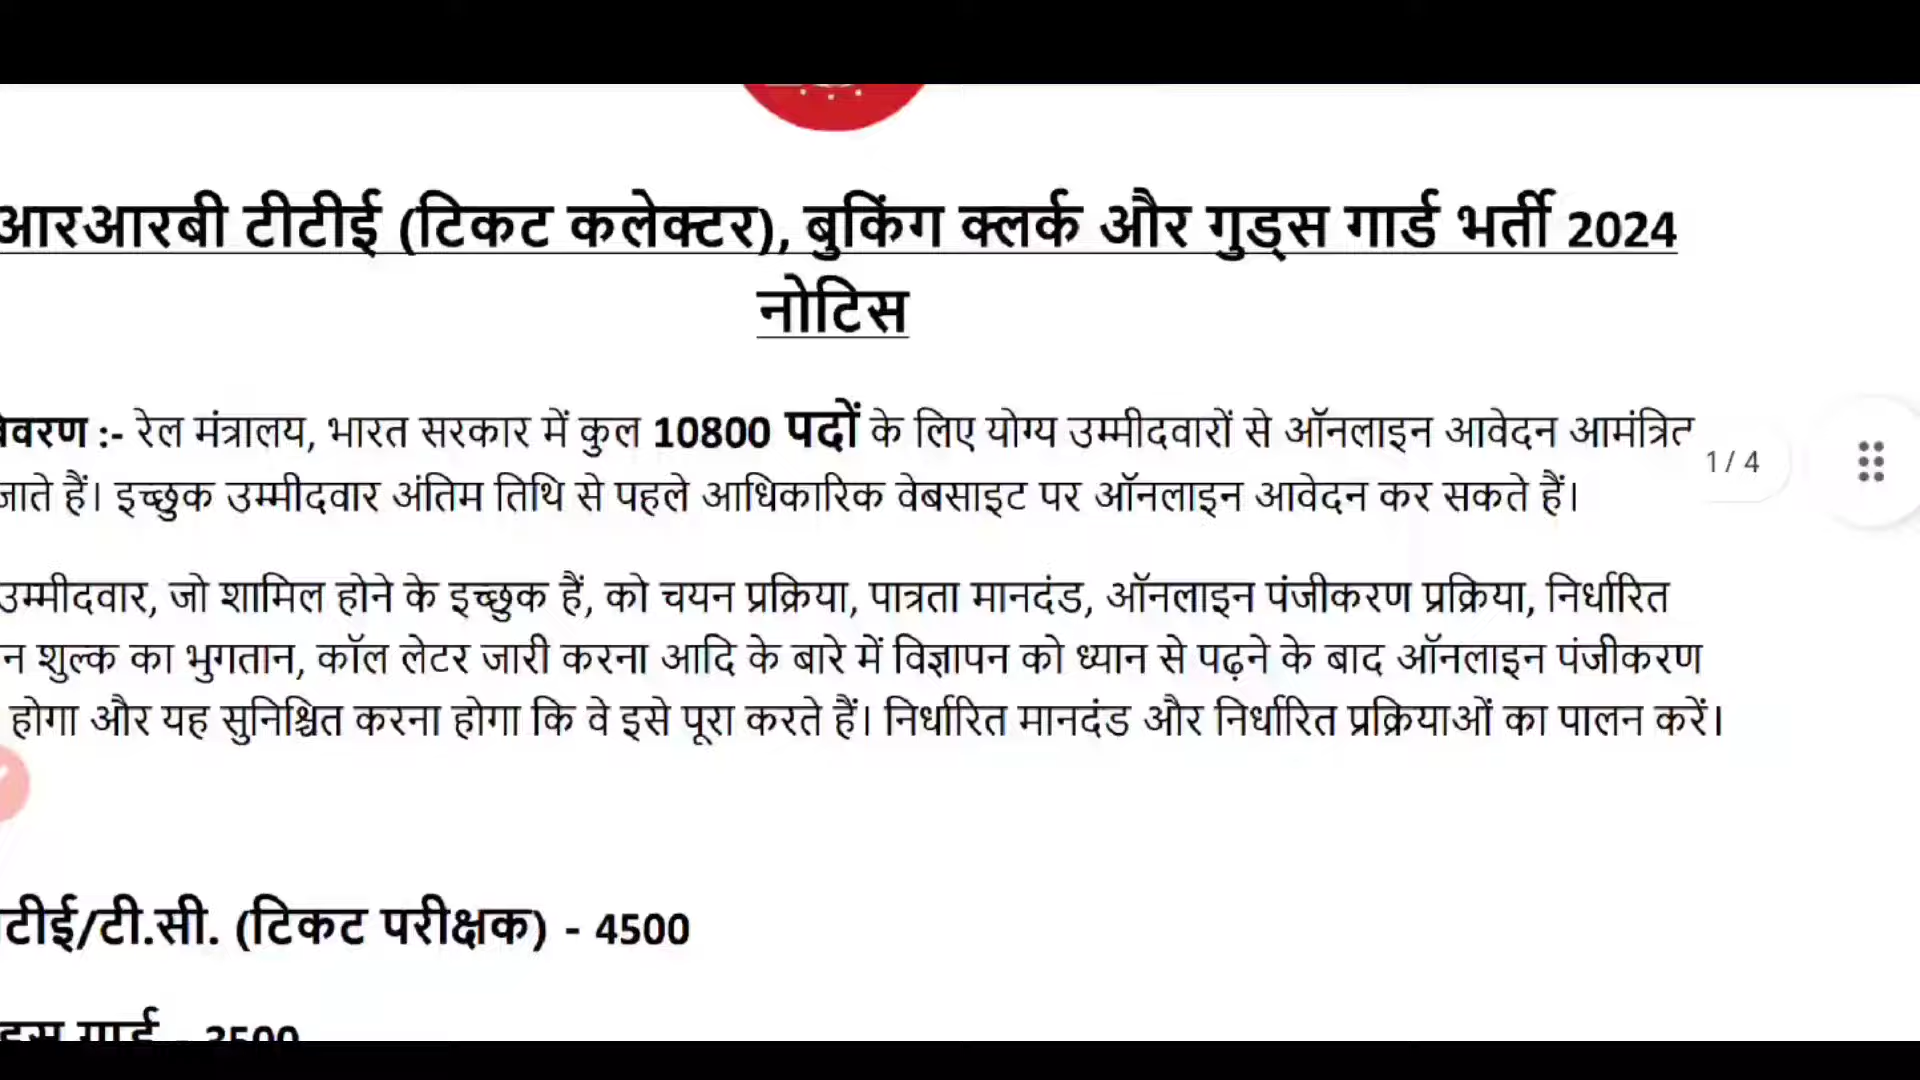 आरआरबी टीटीई (टिकट कलेक्टर), बुकिंग क्लर्क और गुड्स गार्ड भर्ती 2024
नोटिस
:- रेल मंत्रालय, भारत सरकार में कुल 10800 पदों के लिए योग्य उम्मीदवारों से ऑनलाइन आवेदन आमंत्रित
जाते हैं। इच्छुक उम्मीदवार अंतिम तिथि से पहले आधिकारिक वेबसाइट पर ऑनलाइन आवेदन कर सकते हैं।
1 / 4
उम्मीदवार, जो शामिल होने के इच्छुक हैं, को चयन प्रक्रिया, पात्रता मानदंड, ऑनलाइन पंजीकरण प्रक्रिया, निर्धारित
न शुल्क का भुगतान, कॉल लेटर जारी करना आदि के बारे में विज्ञापन को ध्यान से पढ़ने के बाद ऑनलाइन पंजीकरण
होगा और यह सुनिश्चित करना होगा कि वे इसे पूरा करते हैं। निर्धारित मानदंड और निर्धारित प्रक्रियाओं का पालन करें।
टीई/टी.सी. (टिकट परीक्षक) - 4500
गार्ड - 3500